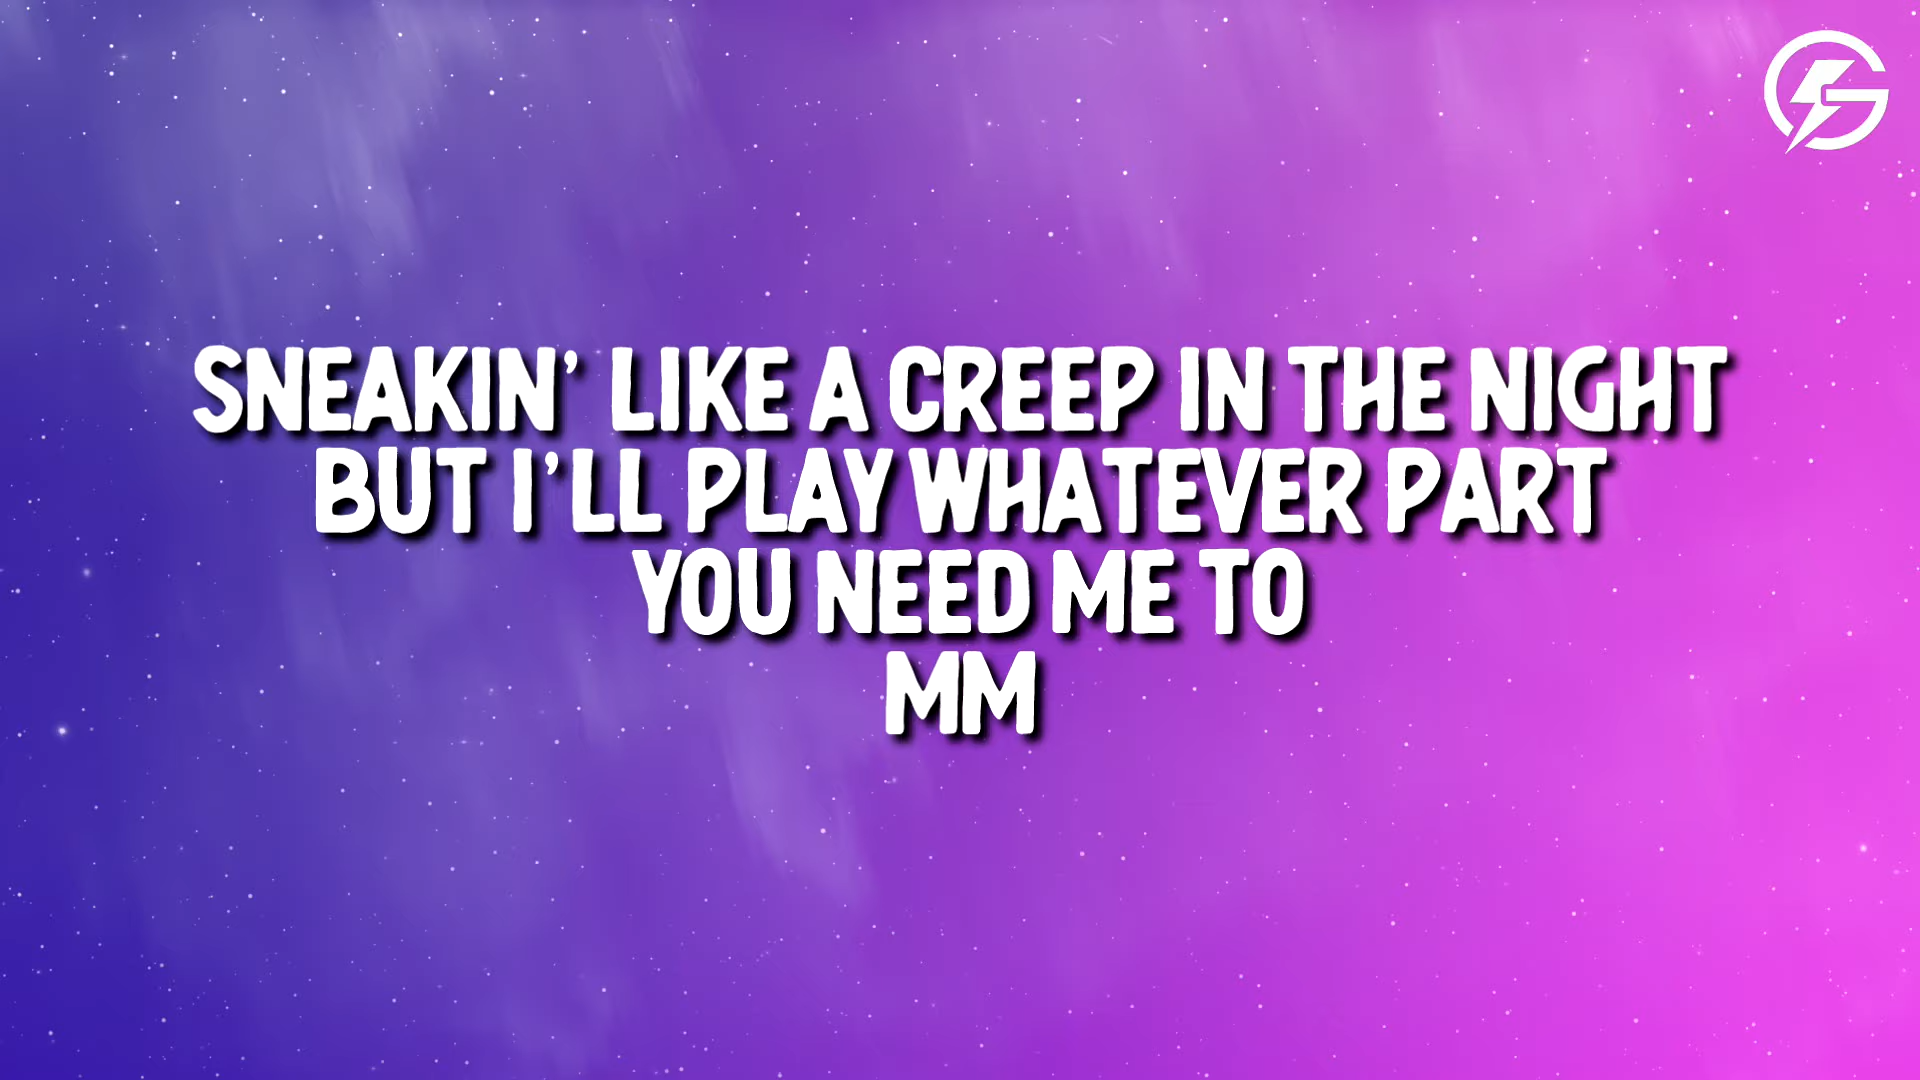 SNEAKIN' LIKE A CREEP IN THE NIGHT
BUT I'LL PLAY WHATEVER PART
YOU NEED ME TO
MM